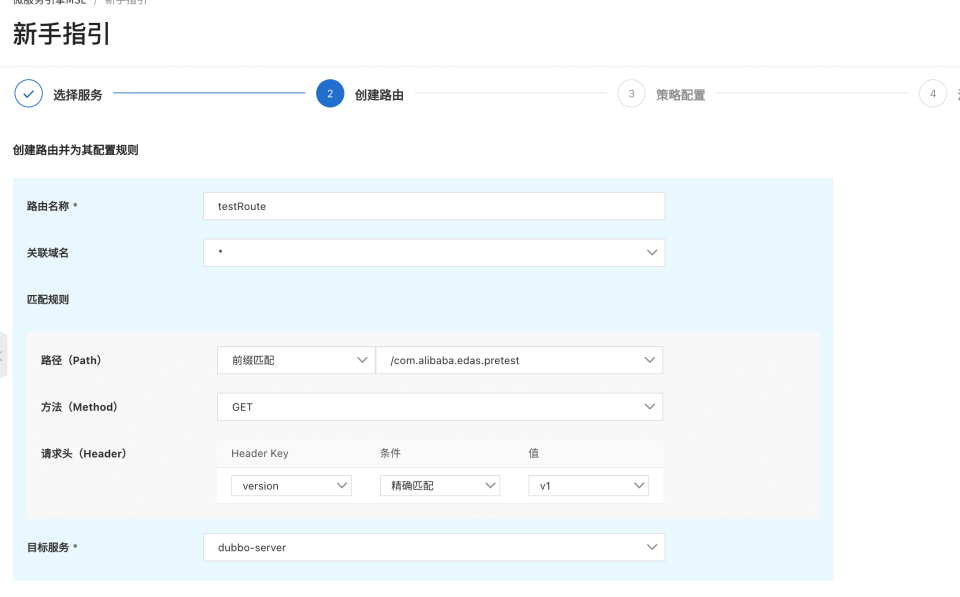 微服务引擎MSE / 新手指引
新手指引
选择服务
2 创建路由
3 策略配置
4
创建路由并为其配置规则
路由名称 * testRoute
关联域名 *
匹配规则
路径（Path） 前缀匹配 /com.alibaba.edas.pretest
方法（Method） GET
请求头（Header） Header Key 条件 值
version 精确匹配 v1
目标服务 * dubbo-server